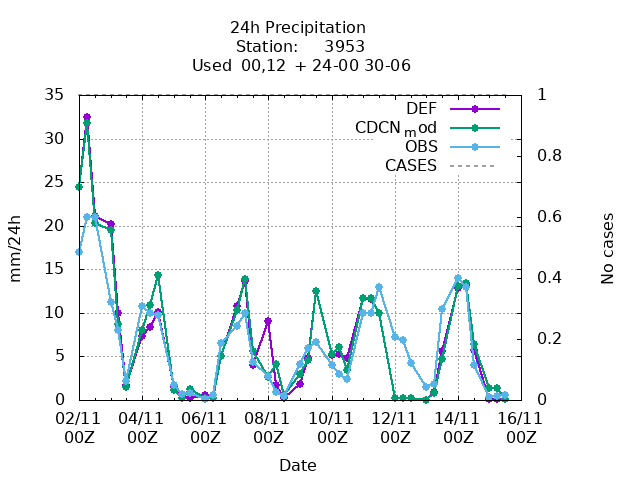 24h Precipitation
Station: 3953
Used 00,12 + 24-00 30-06
35
30
25
20
15
10
5
0
mm/24h
1
0.8
0.6
0.4
0.2
0
No cases
DEF
CDCNmod
OBS
CASES
02/11 04/11 06/11 08/11 10/11 12/11 14/11 16/11
00Z 00Z 00Z 00Z 00Z 00Z 00Z 00Z
Date